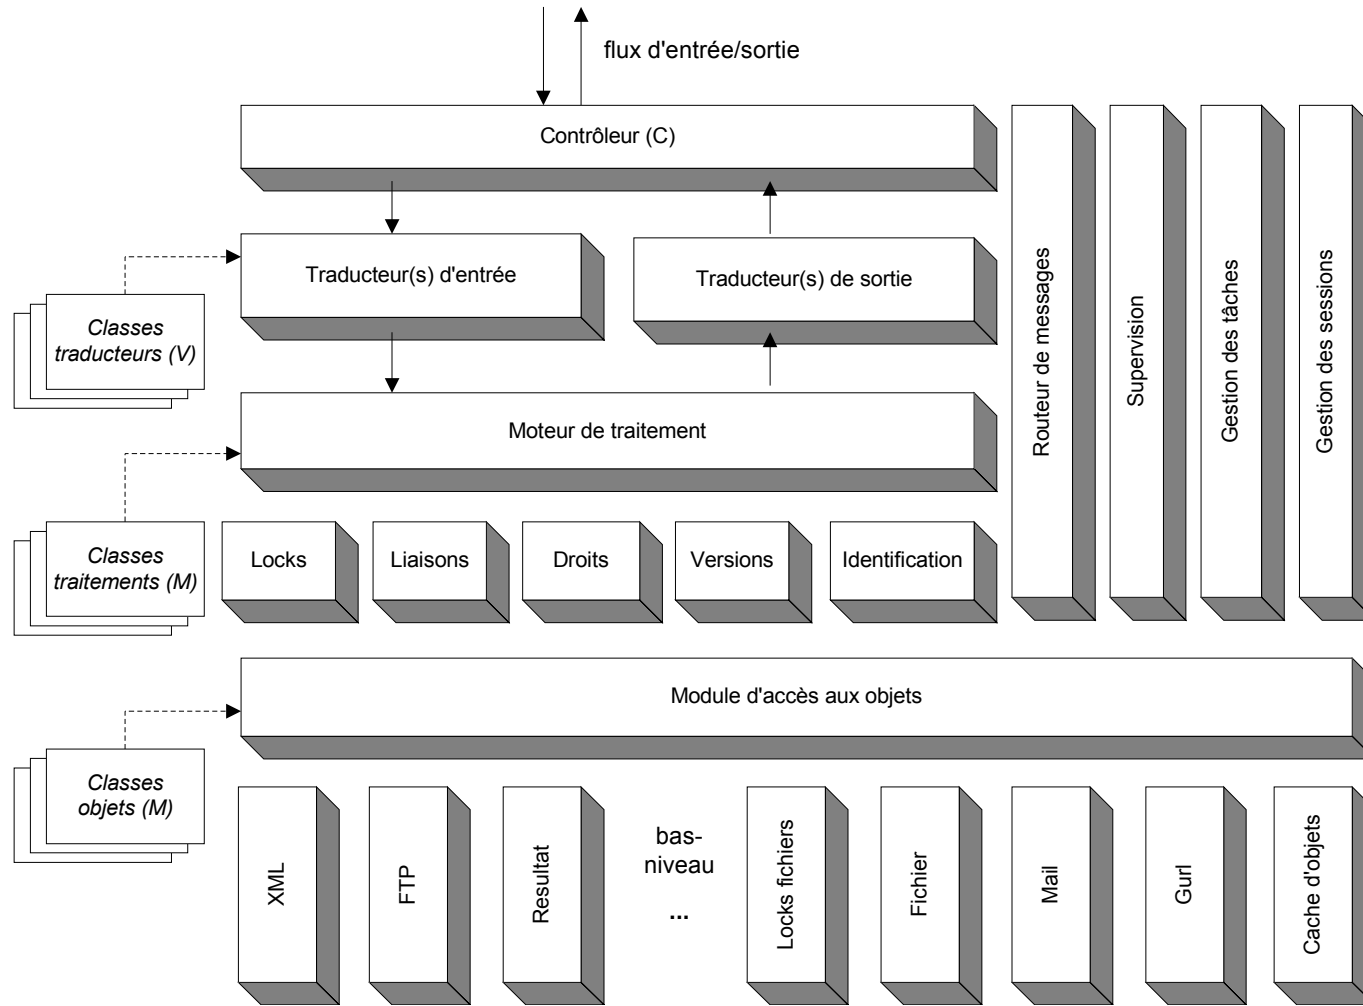 flux d'entrée/sortie
Contrôleur (C)
Traducteur(s) d'entrée
Traducteur(s) de sortie
Classes
traducteurs (V)
Moteur de traitement
Routeur de messages
Supervision
Gestion des tâches
Gestion des sessions
Classes
traitements (M)
Locks
Liaisons
Droits
Versions
Identification
Module d'accès aux objets
Classes
objets (M)
XML
FTP
Resultat
bas-
niveau
...
Locks fichiers
Fichier
Mail
Gurl
Cache d'objets